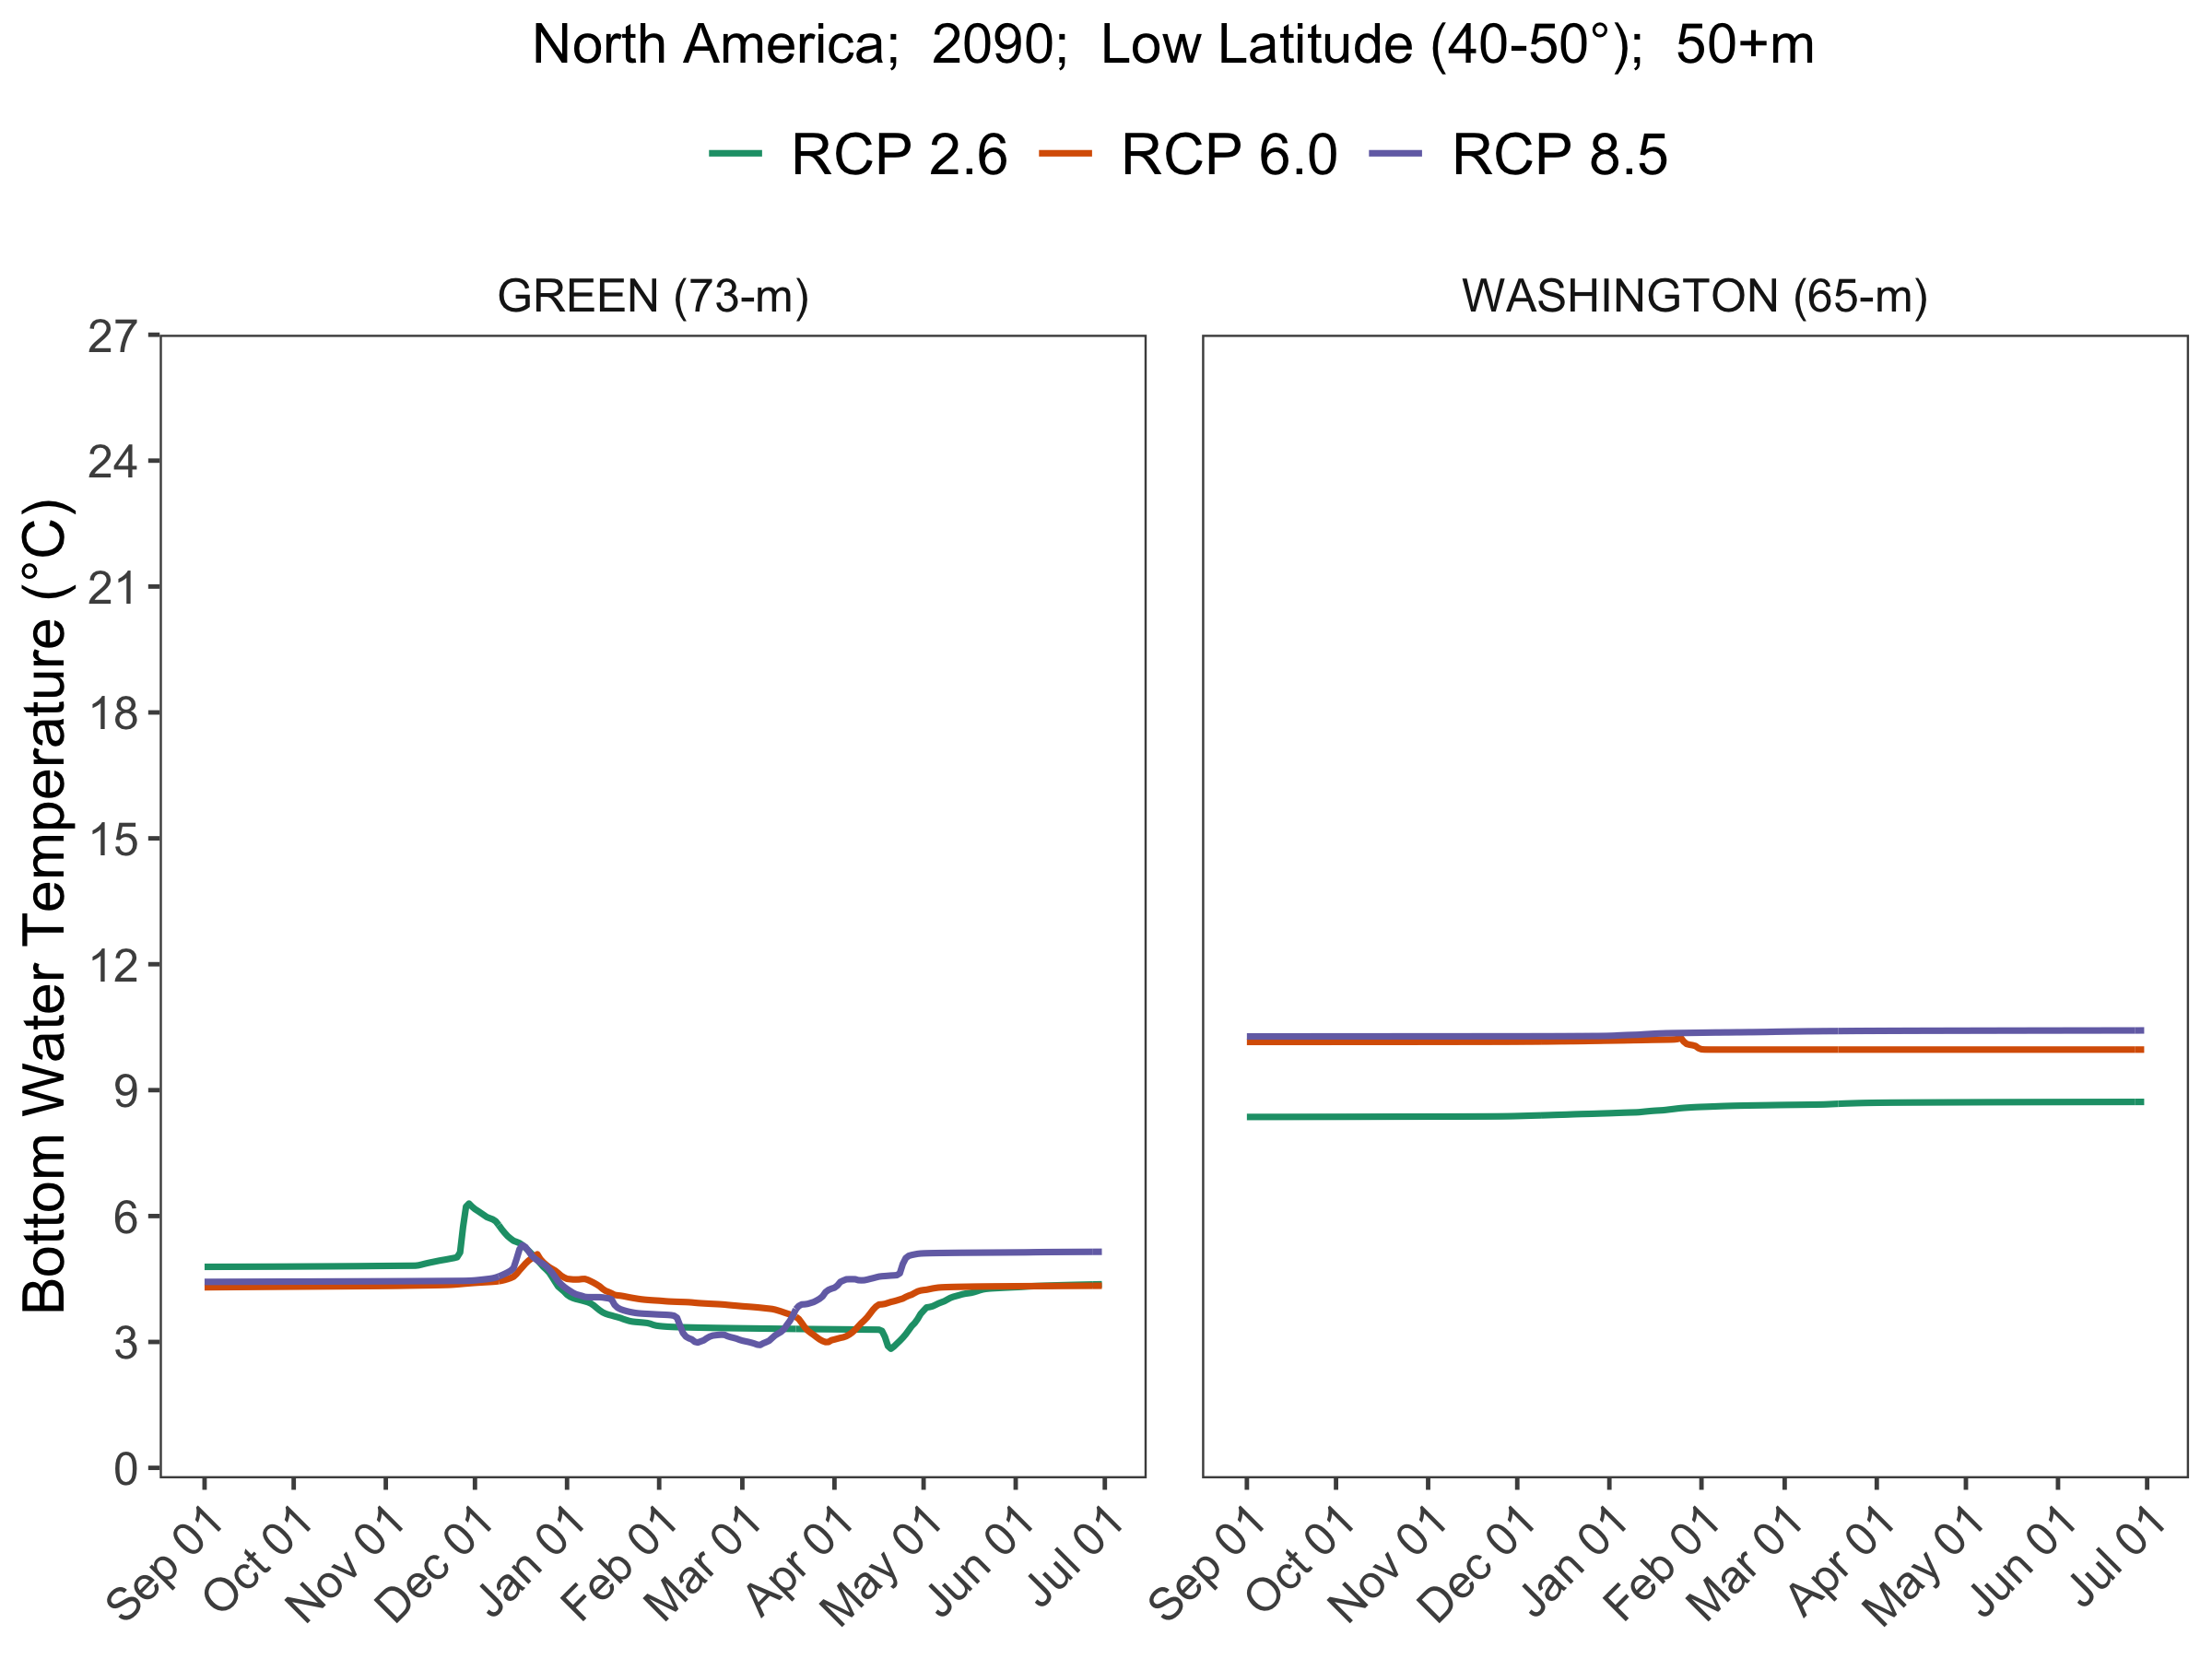 North America; 2090; Low Latitude (40-50°); 50+m
RCP 2.6 RCP 6.0 RCP 8.5
GREEN (73-m) WASHINGTON (65-m)
Bottom Water Temperature (°C)
27
24
21
18
15
12
9
6
3
0
Sep 01 Oct 01 Nov 01 Dec 01 Jan 01 Feb 01 Mar 01 Apr 01 May 01 Jun 01 Jul 01 Sep 01 Oct 01 Nov 01 Dec 01 Jan 01 Feb 01 Mar 01 Apr 01 May 01 Jun 01 Jul 01